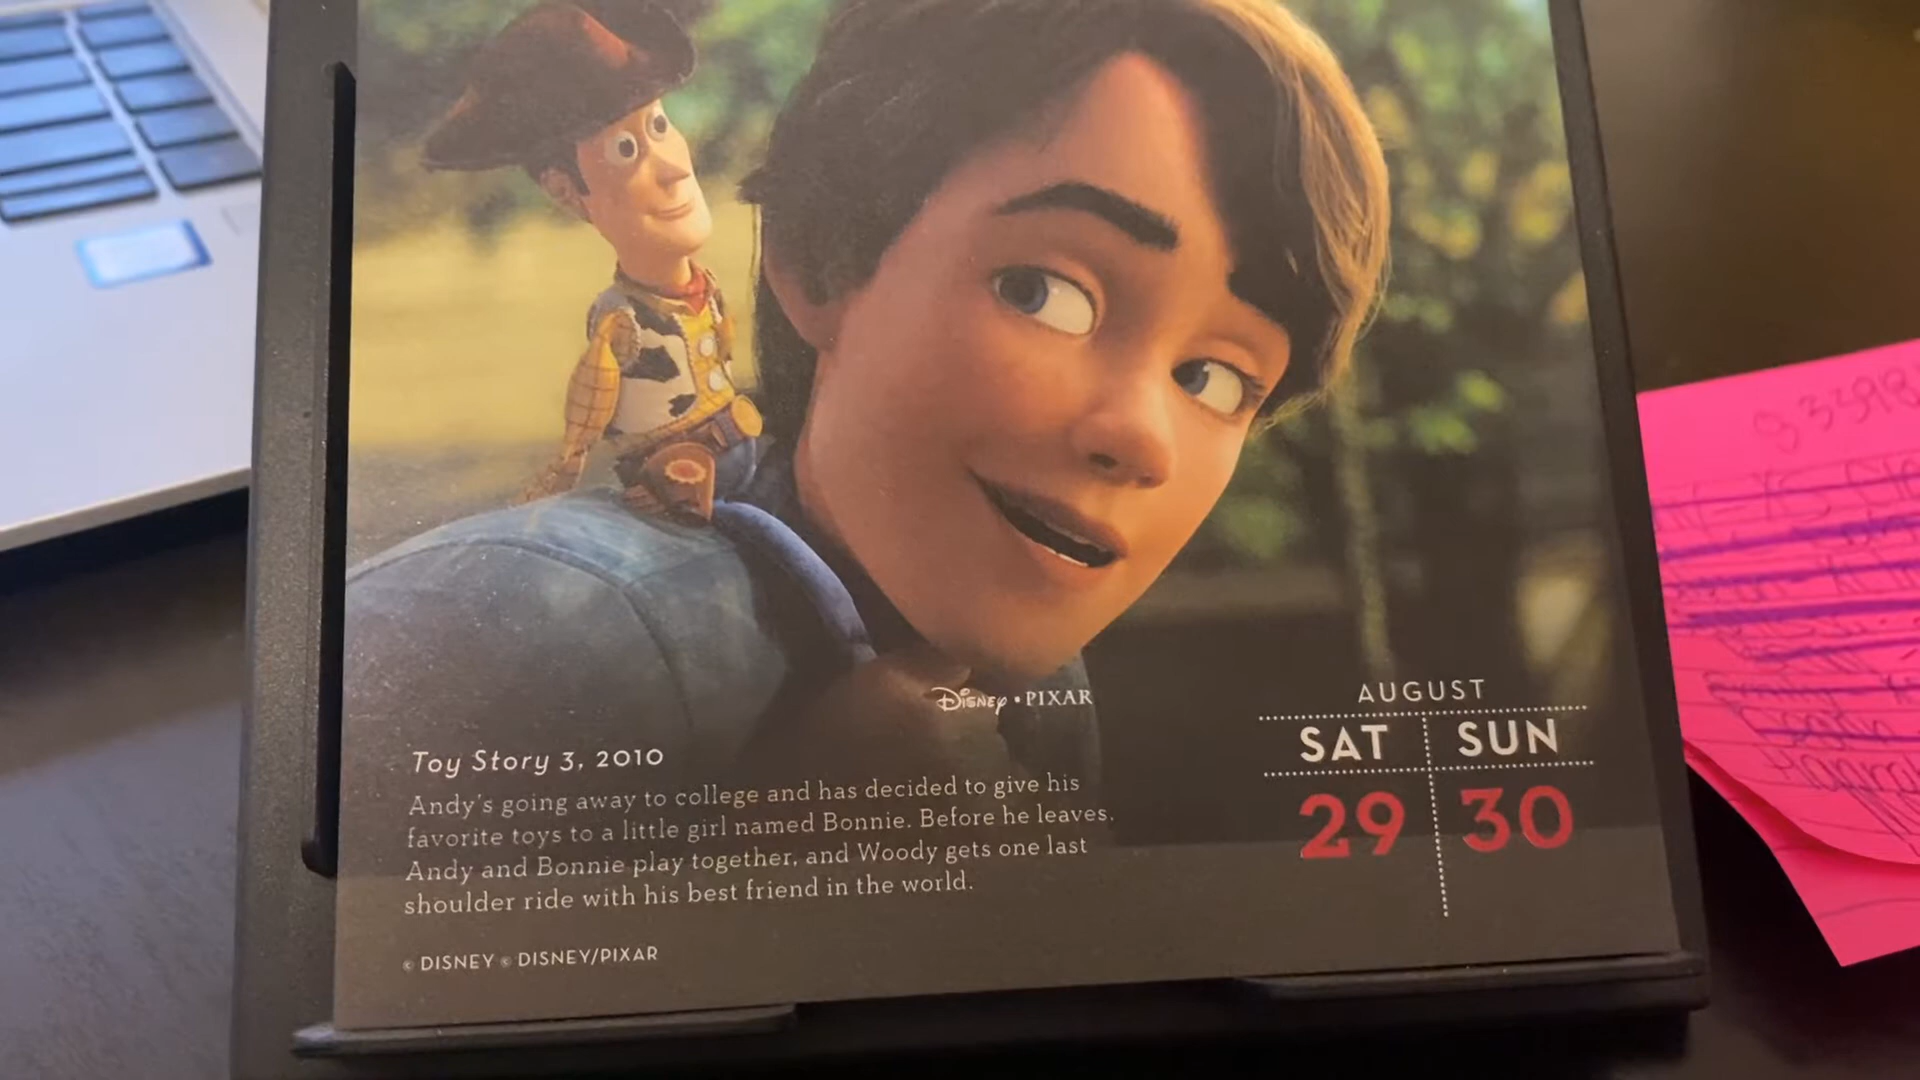 Disney • PIXAR
Toy Story 3, 2010
Andy's going away to college and has decided to give his
favorite toys to a little girl named Bonnie. Before he leaves,
Andy and Bonnie play together, and Woody gets one last
shoulder ride with his best friend in the world.
© DISNEY © DISNEY/PIXAR
AUGUST
SAT SUN
29 30